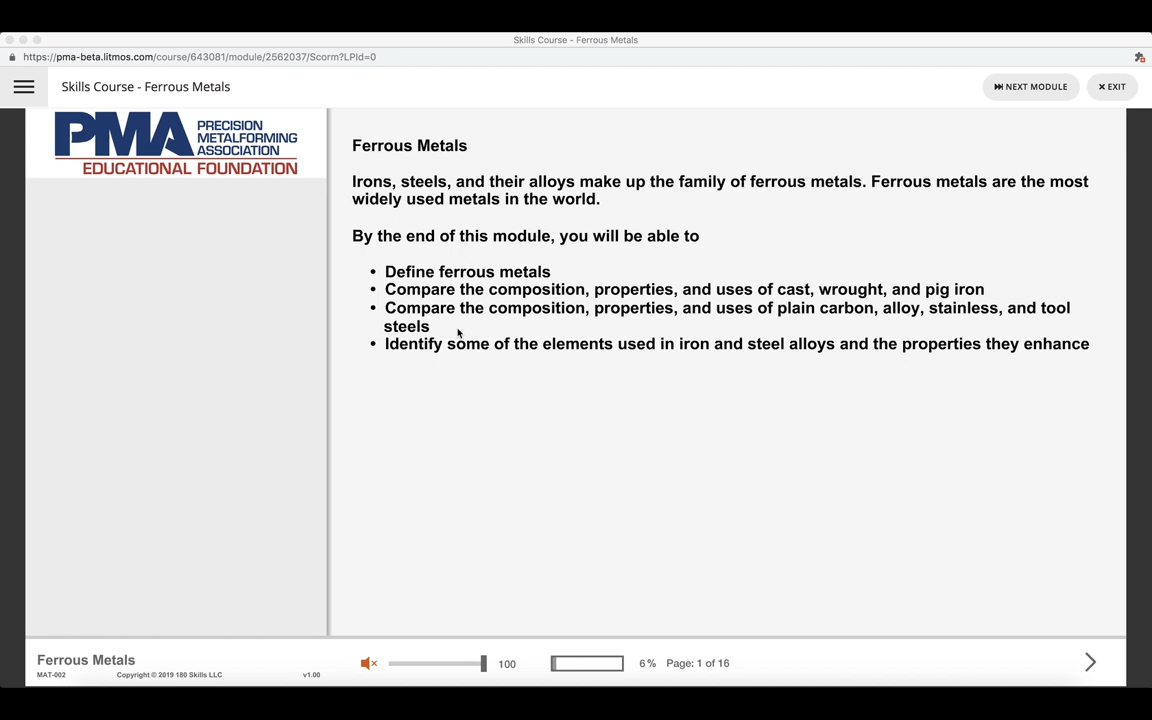 Skills Course - Ferrous Metals
https://pma-beta.litmos.com/course/643081/module/2562037/Scorm?LPId=0
Skills Course - Ferrous Metals
NEXT MODULE
EXIT
PMA
PRECISION
METALFORMING
ASSOCIATION
EDUCATIONAL FOUNDATION
Ferrous Metals
Irons, steels, and their alloys make up the family of ferrous metals. Ferrous metals are the most
widely used metals in the world.
By the end of this module, you will be able to
• Define ferrous metals
• Compare the composition, properties, and uses of cast, wrought, and pig iron
• Compare the composition, properties, and uses of plain carbon, alloy, stainless, and tool
steels
• Identify some of the elements used in iron and steel alloys and the properties they enhance
Ferrous Metals
MAT-002
Copyright © 2019 180 Skills LLC
v1.00
100
6%
Page: 1 of 16